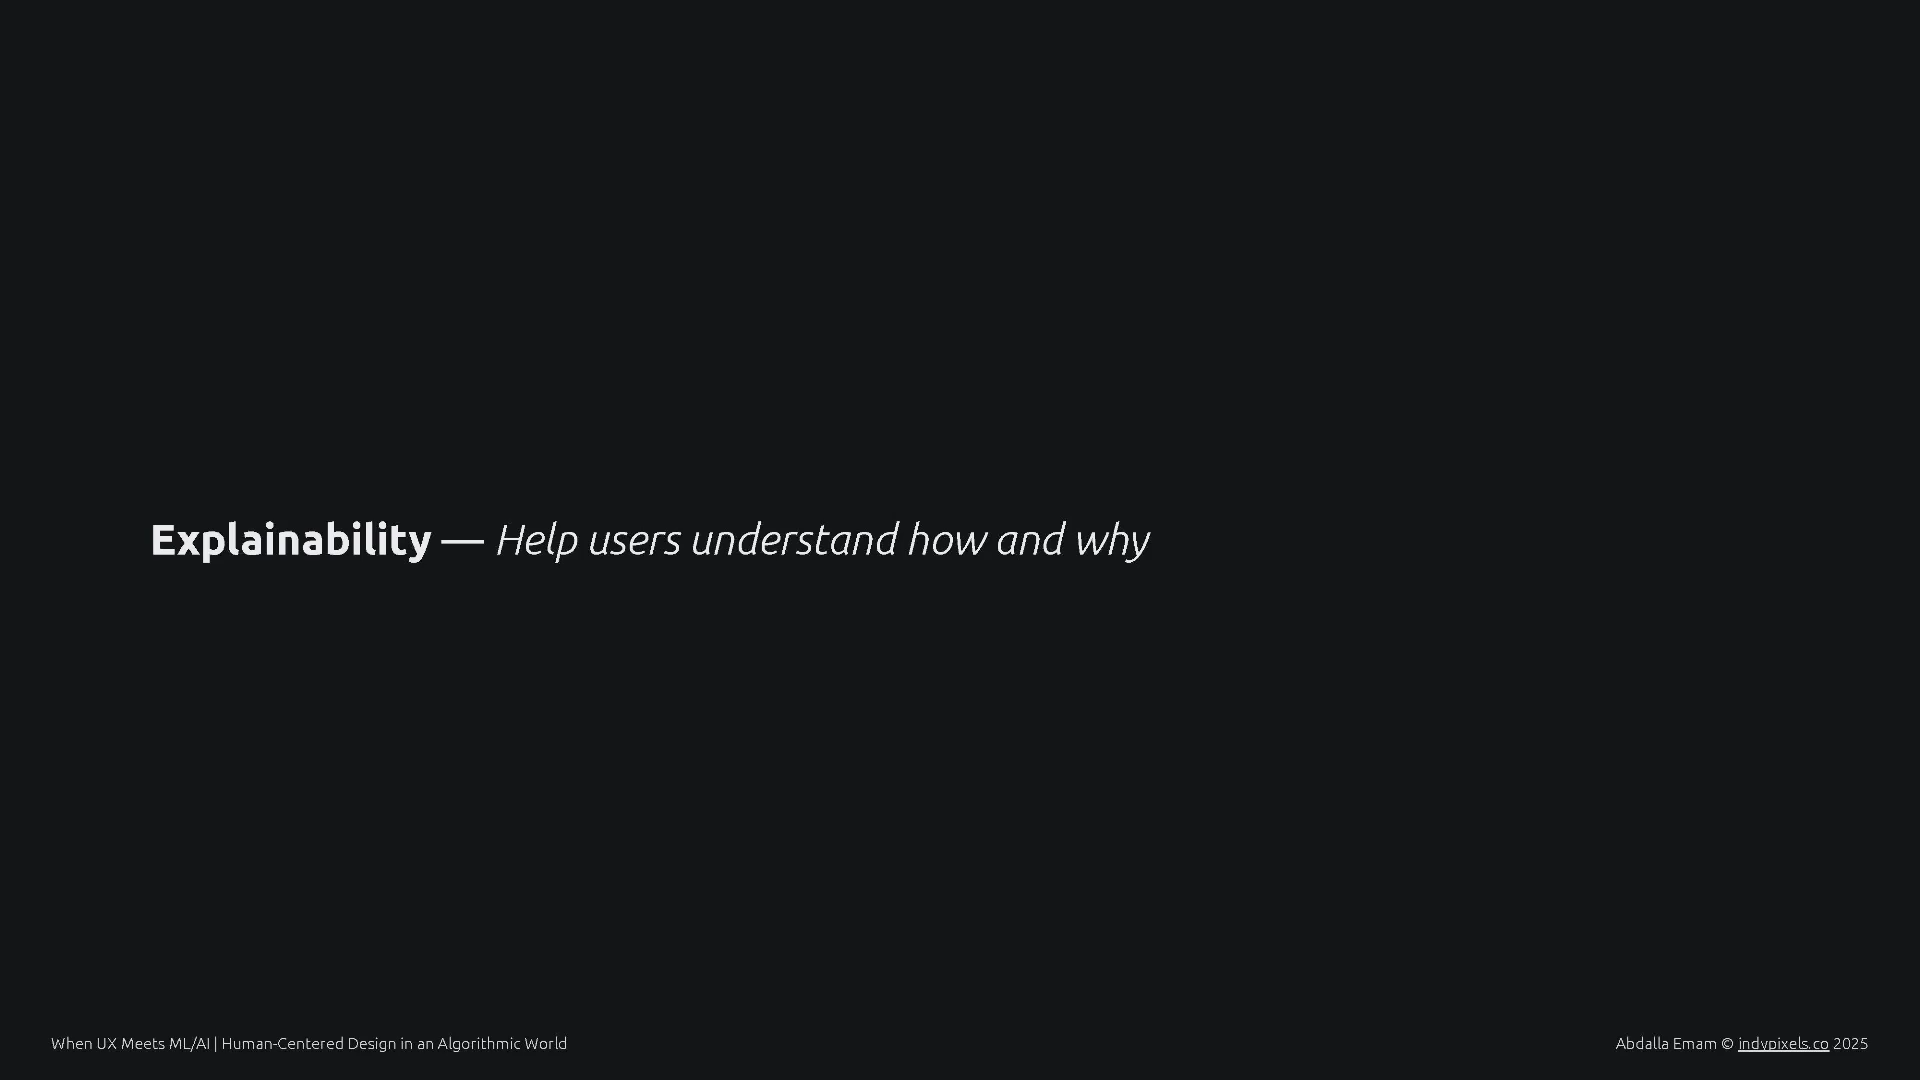 Explainability — Help users understand how and why
When UX Meets ML/AI | Human-Centered Design in an Algorithmic World
Abdalla Emam © indypixels.co 2025